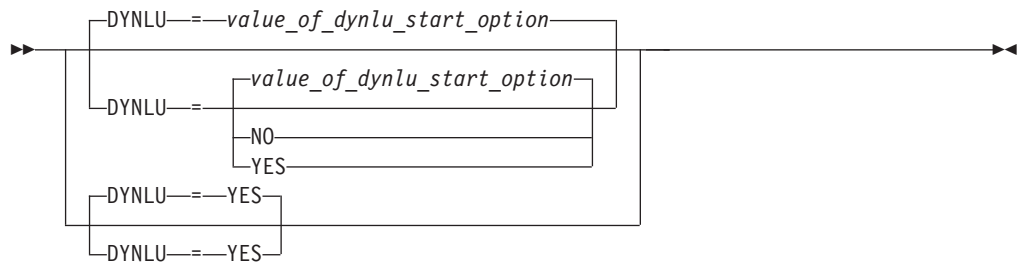 DYNLU = value_of_dynlu_start_option
value_of_dynlu_start_option
DYNLU =
NO
YES
DYNLU = YES
DYNLU = YES